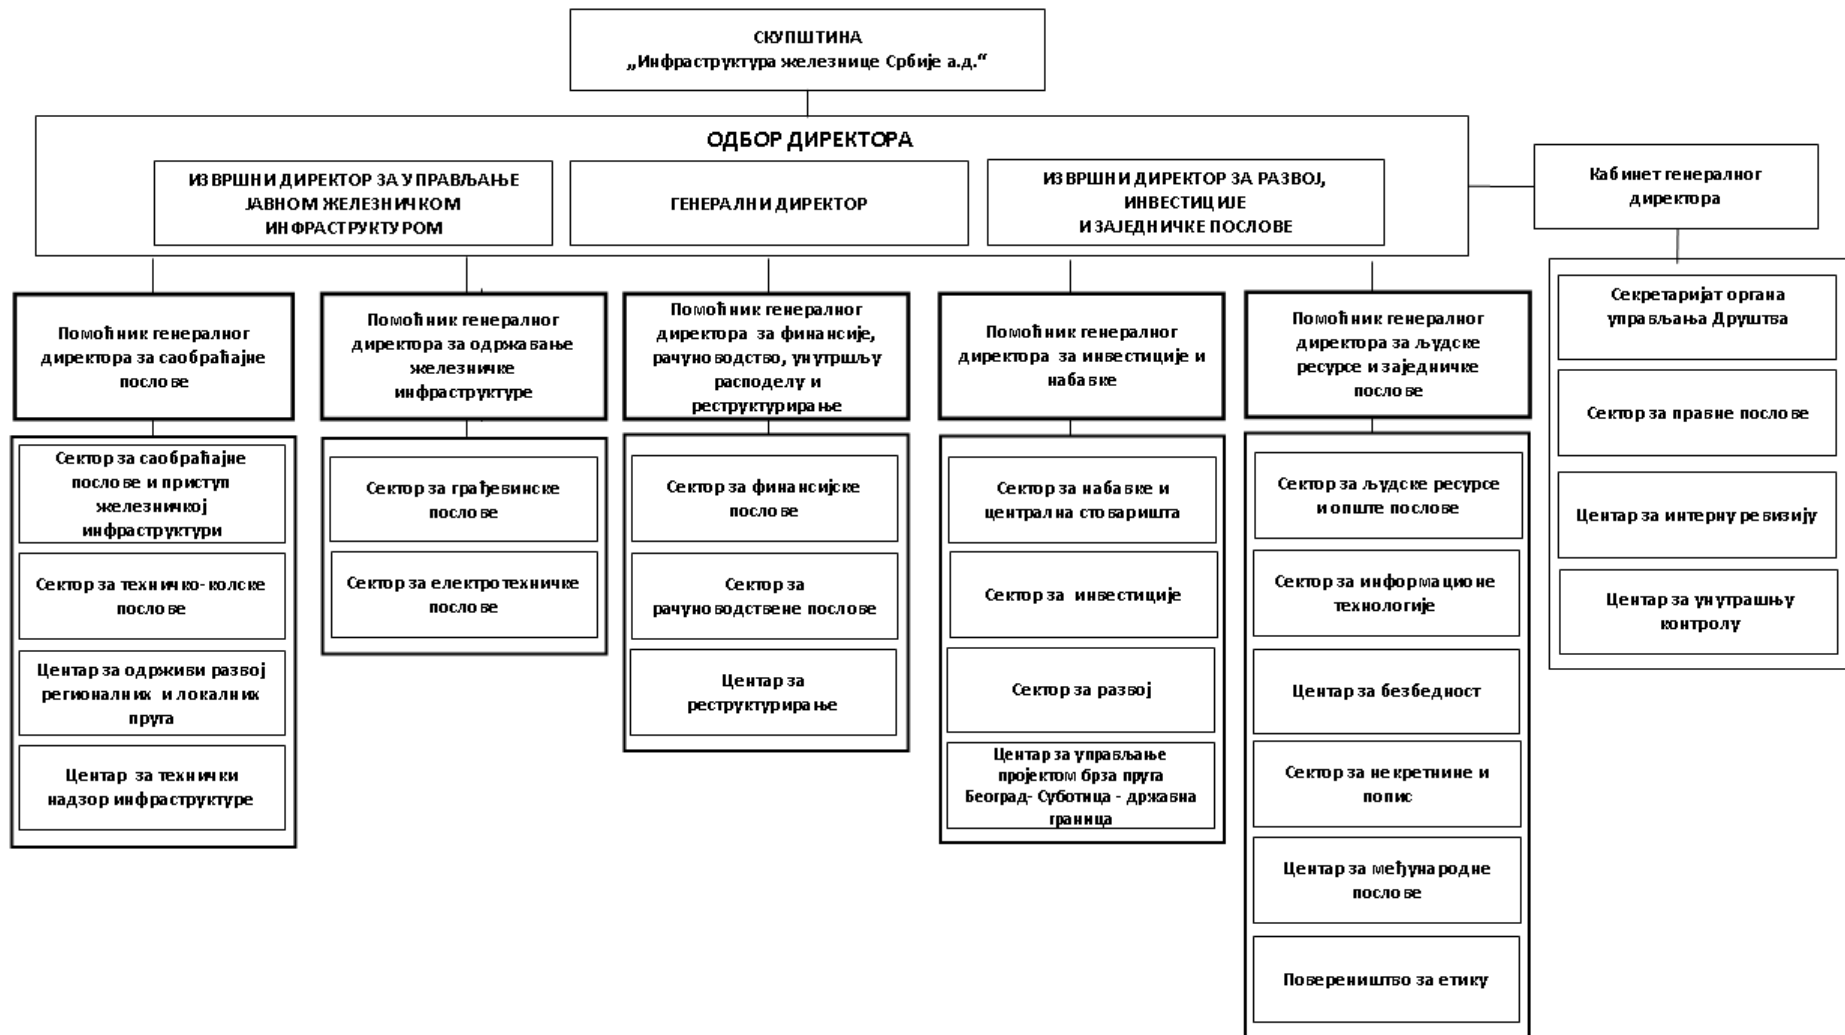 СКУПШТИНА
„Инфраструктура железнице Србије а.д.“
ОДБОР ДИРЕКТОРА
ИЗВРШНИ ДИРЕКТОР ЗА УПРАВЉАЊЕ
ЈАВНОМ ЖЕЛЕЗНИЧКОМ
ИНФРАСТРУКТУРОМ
ГЕНЕРАЛНИ ДИРЕКТОР
ИЗВРШНИ ДИРЕКТОР ЗА РАЗВОЈ,
ИНВЕСТИЦИЈЕ
И ЗАЈЕДНИЧКЕ ПОСЛОВЕ
Кабинет генералног
директора
Помоћник генералног
директора за саобраћајне
послове
Сектор за саобраћајне
послове и приступ
железничкој
инфраструктури
Сектор за техничко-колске
послове
Центар за одрживи развој
регионалних и локалних
пруга
Центар за технички
надзор инфраструктуре
Помоћник генералног
директора за одржавање
железничке
инфраструктуре
Сектор за грађевинске
послове
Сектор за електротехничке
послове
Помоћник генералног
директора за финансије,
рачуноводство, унутршљу
расподелу и
реструктурирање
Сектор за финансијске
послове
Сектор за
рачуноводствене послове
Центар за
реструктурирање
Помоћник генералног
директора за инвестиције и
набавке
Сектор за набавке и
централна стоваришта
Сектор за инвестиције
Сектор за развој
Центар за управљање
пројектом брза пруга
Београд- Суботица - државна
граница
Помоћник генералног
директора за људске
ресурсе и заједничке
послове
Сектор за људске ресурсе
и опште послове
Сектор за информационе
технологије
Центар за безбедност
Сектор за некретнине и
попис
Центар за међународне
послове
Повереништво за етику
Секретаријат органа
управљања Друштва
Сектор за правне послове
Центар за интерну ревизију
Центар за унутрашњу
контролу